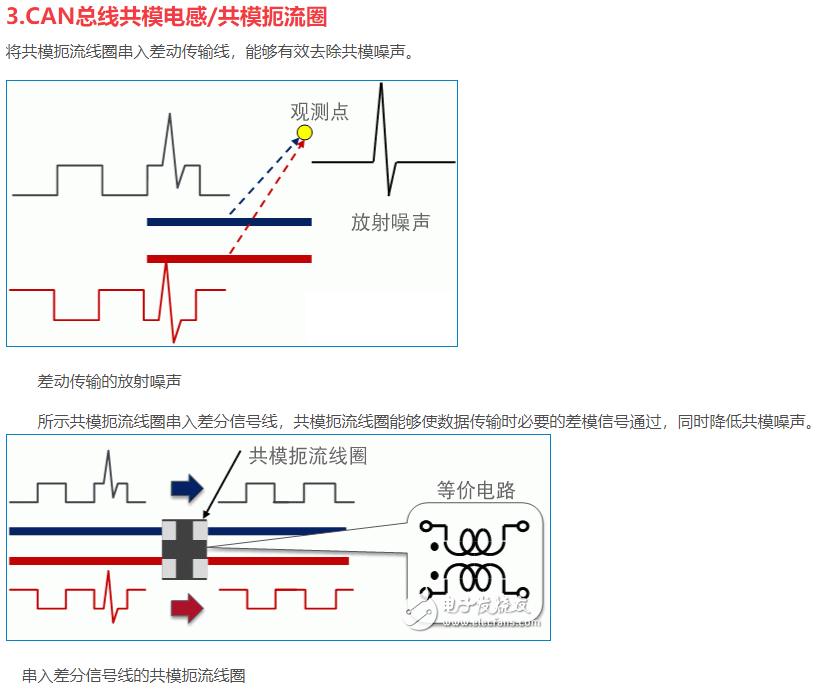 3.CAN总线共模电感/共模扼流圈
将共模扼流线圈串入差动传输线，能够有效去除共模噪声。
观测点
放射噪声
差动传输的放射噪声
所示共模扼流线圈串入差分信号线，共模扼流线圈能够使数据传输时必要的差模信号通过，同时降低共模噪声。
共模扼流线圈
等价电路
电子发烧友
www.elecfans.com
串入差分信号线的共模扼流线圈